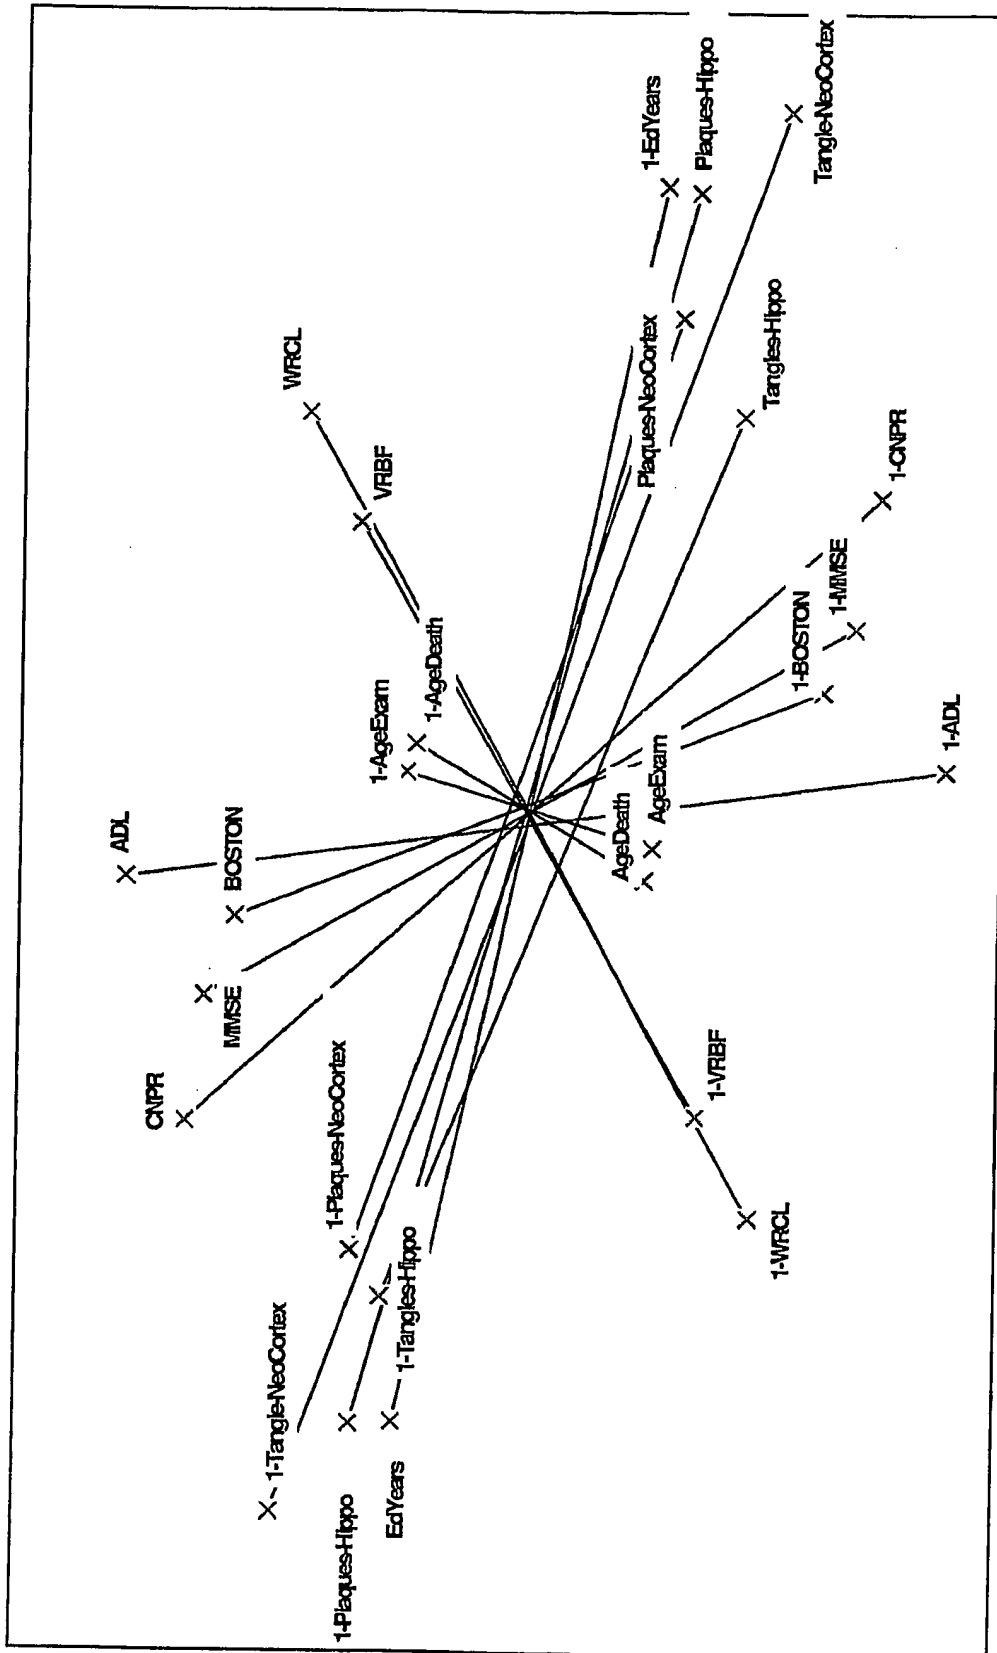 Tangle-NeoCortex
Plaques-Hippo
1-EdYears
Tangles-Hippo
Plaques-NeoCortex
WRCL
VRBF
1-CNPR
1-MMSE
1-BOSTON
1-ADL
1-AgeDeath
1-AgeExam
AgeExam
AgeDeath
ADL
BOSTON
MMSE
CNPR
1-VRBF
1-WRCL
1-Plaques-NeoCortex
1-Tangles-Hippo
1-Tangle-NeoCortex
EdYears
1-Plaques-Hippo